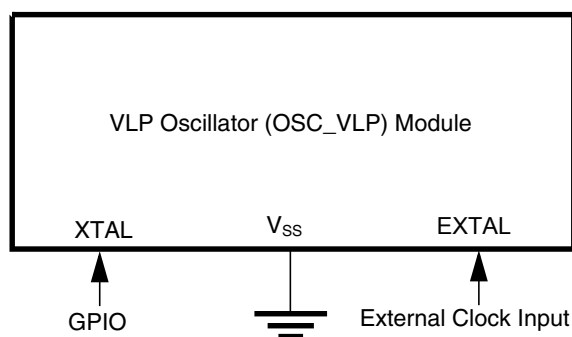 VLP Oscillator (OSC_VLP) Module
XTAL VSS EXTAL
GPIO External Clock Input